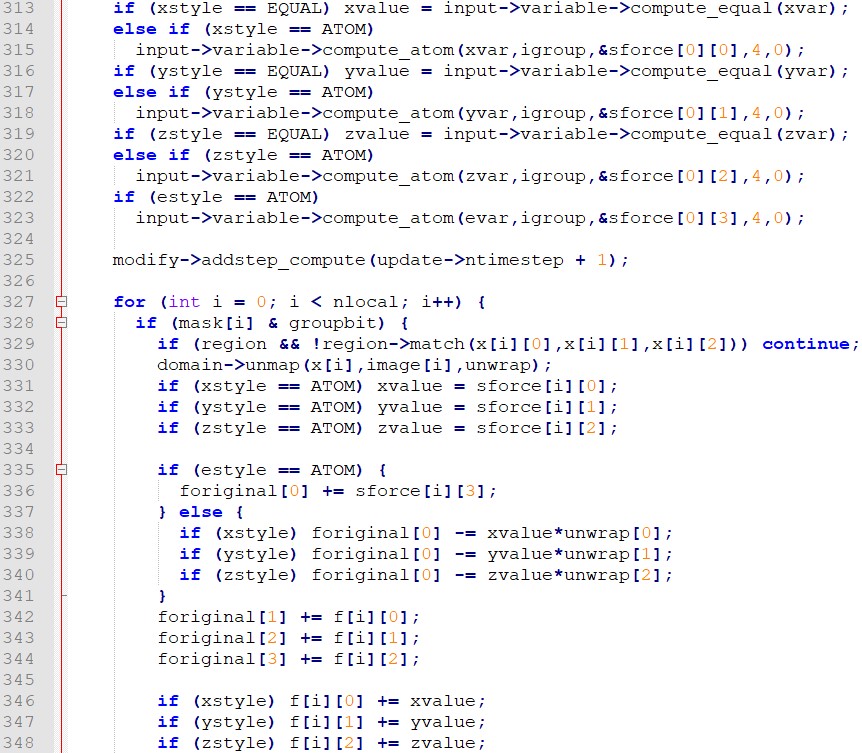 313     if (xstyle == EQUAL) xvalue = input->variable->compute_equal(xvar);
314     else if (xstyle == ATOM)
315       input->variable->compute_atom(xvar,igroup,&sforce[0][0],4,0);
316     if (ystyle == EQUAL) yvalue = input->variable->compute_equal(yvar);
317     else if (ystyle == ATOM)
318       input->variable->compute_atom(yvar,igroup,&sforce[0][1],4,0);
319     if (zstyle == EQUAL) zvalue = input->variable->compute_equal(zvar);
320     else if (zstyle == ATOM)
321       input->variable->compute_atom(zvar,igroup,&sforce[0][2],4,0);
322     if (estyle == ATOM)
323       input->variable->compute_atom(evar,igroup,&sforce[0][3],4,0);
324
325     modify->addstep_compute(update->ntimestep + 1);
326
327     for (int i = 0; i < nlocal; i++) {
328       if (mask[i] & groupbit) {
329         if (region && !region->match(x[i][0],x[i][1],x[i][2])) continue;
330         domain->unmap(x[i],image[i],unwrap);
331         if (xstyle == ATOM) xvalue = sforce[i][0];
332         if (ystyle == ATOM) yvalue = sforce[i][1];
333         if (zstyle == ATOM) zvalue = sforce[i][2];
334
335         if (estyle == ATOM) {
336           foriginal[0] += sforce[i][3];
337         } else {
338           if (xstyle) foriginal[0] -= xvalue*unwrap[0];
339           if (ystyle) foriginal[0] -= yvalue*unwrap[1];
340           if (zstyle) foriginal[0] -= zvalue*unwrap[2];
341         }
342         foriginal[1] += f[i][0];
343         foriginal[2] += f[i][1];
344         foriginal[3] += f[i][2];
345
346         if (xstyle) f[i][0] += xvalue;
347         if (ystyle) f[i][1] += yvalue;
348         if (zstyle) f[i][2] += zvalue;